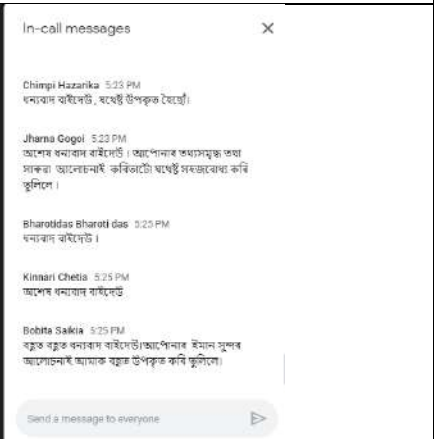 In-call messages
Chimpi Hazarika 5:23 PM
ধন্যবাদ বাইদেউ , যথেষ্ট উপকৃত হৈছোঁ।
Jharna Gogoi 5:23 PM
অশেষ ধন্যবাদ বাইদেউ । আপোনাৰ তথ্যসমৃদ্ধ তথা
সাৰুৱা আলোচনাই কবিতাটো যথেষ্ট সহজবোধ্য কৰি
তুলিলে ।
Bharotidas Bharoti das 5:25 PM
ধন্যবাদ বাইদেউ ।
Kinnari Chetia 5:25 PM
অশেষ ধন্যবাদ বাইদেউ
Bobita Saikia 5:25 PM
বহুত বহুত ধন্যবাদ বাইদেউ।আপোনাৰ ইমান সুন্দৰ
আলোচনাই আমাক বহুত উপকৃত কৰি তুলিলে।
Send a message to everyone